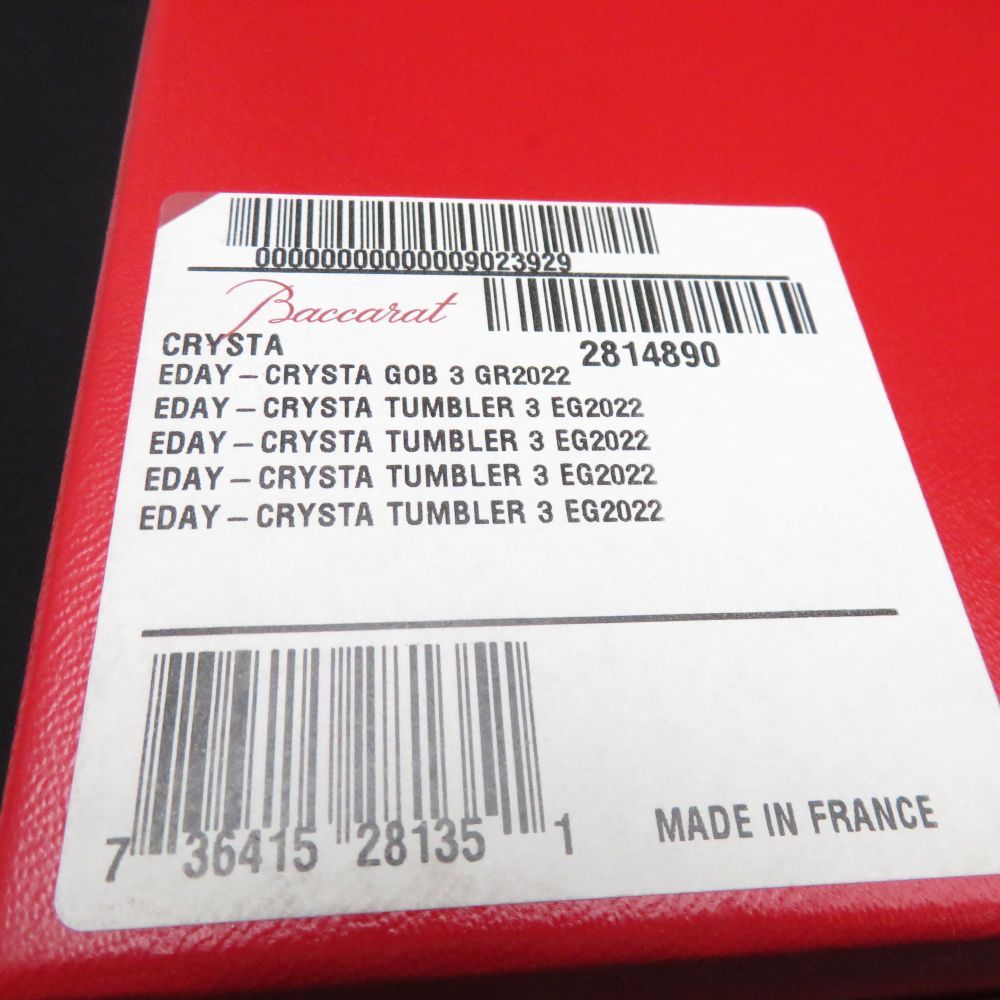 00000000000009023929
Baccarat
CRYSTA 2814890
EDAY-CRYSTA GOB 3 GR2022
EDAY-CRYSTA TUMBLER 3 EG2022
EDAY-CRYSTA TUMBLER 3 EG2022
EDAY-CRYSTA TUMBLER 3 EG2022
EDAY-CRYSTA TUMBLER 3 EG2022
7 36415 28135 1
MADE IN FRANCE